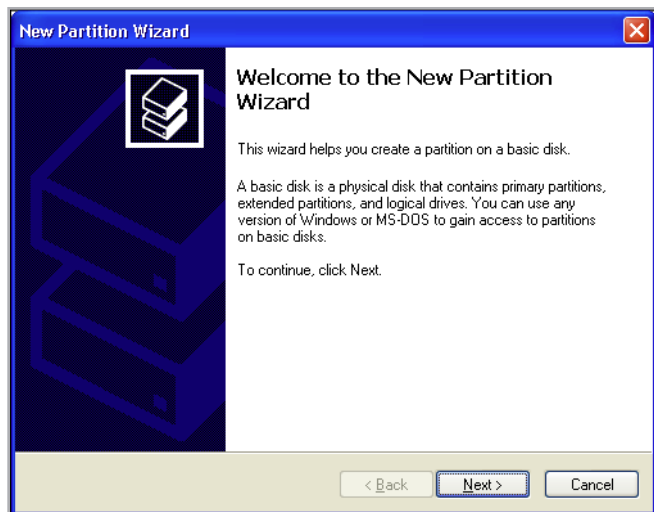 New Partition Wizard
Welcome to the New Partition
Wizard
This wizard helps you create a partition on a basic disk.
A basic disk is a physical disk that contains primary partitions,
extended partitions, and logical drives. You can use any
version of Windows or MS-DOS to gain access to partitions
on basic disks.
To continue, click Next.
< Back
Next >
Cancel